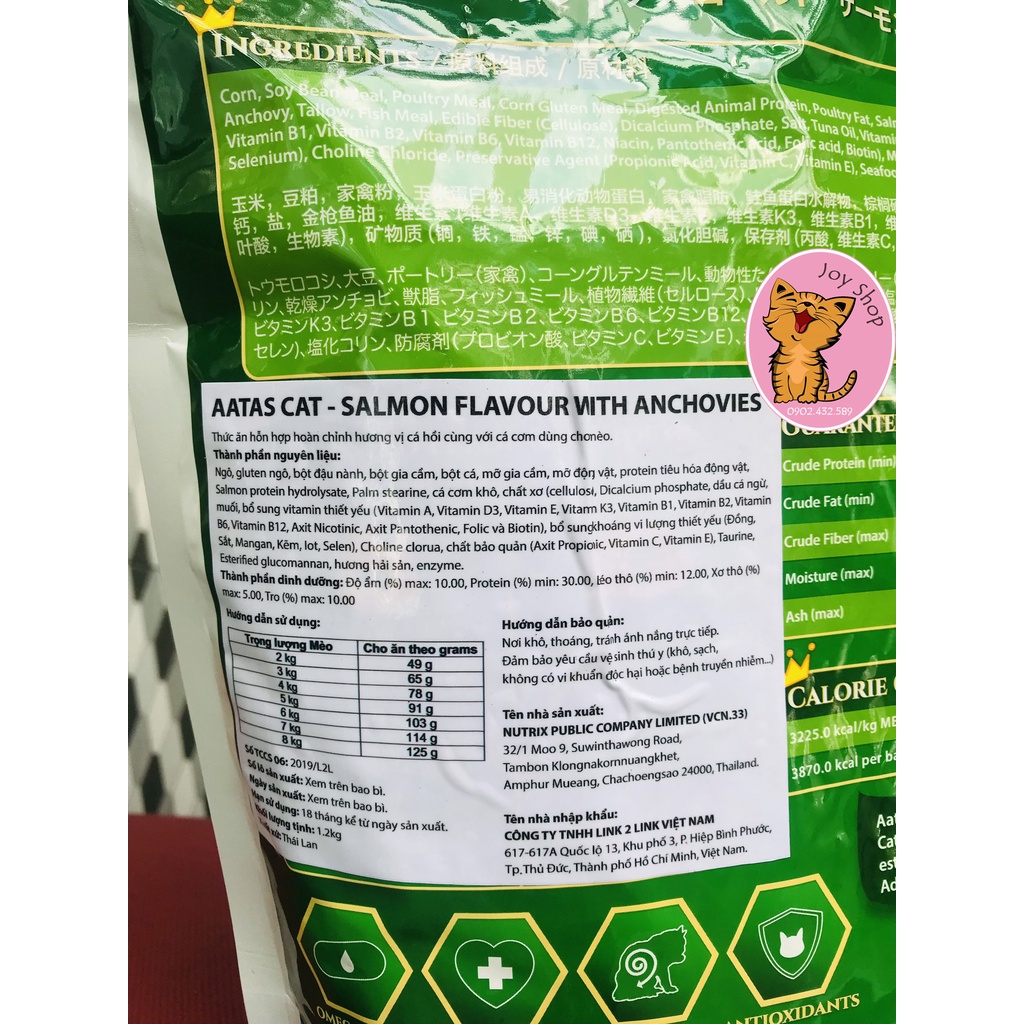 サーモン
INGREDIENTS / 原料组成 / 原材料
Corn, Soy Bean Meal, Poultry Meal, Corn Gluten Meal, Digested Animal Protein, Poultry Fat,
Anchovy, Tallow, Fish Meal, Edible Fiber (Cellulose), Dicalcium Phosphate, Salt, Tuna Oil,
Vitamin B1, Vitamin B2, Vitamin B6, Vitamin B12, Niacin, Pantothenic acid, Folic acid, Biotin),
Selenium), Choline Chloride, Preservative Agent (Propionic Acid, Vitamin C, Vitamin E),
玉米，豆粕，家禽粉，玉米蛋白粉，易消化动物蛋白，家禽脂肪，鲑鱼蛋白水解物，棕榈
钙，盐，金枪鱼油，维生素D3，维生素K3，维生素B1，
叶酸，生物素)，矿物质 (铜，铁，锰，锌，碘，硒)，氯化胆碱，保存剂 (丙酸, 维生素C,
トウモロコシ、大豆、ポートリー(家禽)、コーングルテンミール、動物性た
リン、乾燥アンチョビ、獣脂、フィッシュミール、植物繊維(セルロース)、
ビタミンK3、ビタミンB1、ビタミンB2、ビタミンB6、ビタミンB12、
セレン)、塩化コリン、防腐剤(プロピオン酸、ビタミンC、ビタミンE)、
Joy Shop
0902.432.589
AATAS CAT - SALMON FLAVOUR WITH ANCHOVIES
Thức ăn hỗn hợp hoàn chỉnh hương vị cá hồi cùng với cá cơm dùng cho mèo.
Thành phần nguyên liệu:
Ngô, gluten ngô, bột đậu nành, bột gia cầm, bột cá, mỡ gia cầm, mỡ động vật, protein tiêu hóa động vật,
Salmon protein hydrolysate, Palm stearine, cá cơm khô, chất xơ (cellulose), Dicalcium phosphate, dầu cá ngừ,
muối, bổ sung vitamin thiết yếu (Vitamin A, Vitamin D3, Vitamin E, Vitamin K3, Vitamin B1, Vitamin B2, Vitamin
B6, Vitamin B12, Axit Nicotinic, Axit Pantothenic, Folic và Biotin), bổ sung khoáng vi lượng thiết yếu (Đồng,
Sắt, Mangan, Kẽm, Iot, Selen), Choline clorua, chất bảo quản (Axit Propioic, Vitamin C, Vitamin E), Taurine,
Esterified glucomannan, hương hải sản, enzyme.
Thành phần dinh dưỡng: Độ ẩm (%) max: 10.00, Protein (%) min: 30.00, béo thô (%) min: 12.00, Xơ thô (%)
max: 5.00, Tro (%) max: 10.00
Hướng dẫn sử dụng:
Trọng lượng Mèo Cho ăn theo grams
2 kg 49 g
3 kg 65 g
4 kg 78 g
5 kg 91 g
6 kg 103 g
7 kg 114 g
8 kg 125 g
Số TCCS 06: 2019/L2L
Số lô sản xuất: Xem trên bao bì.
Ngày sản xuất: Xem trên bao bì.
Hạn sử dụng: 18 tháng kể từ ngày sản xuất.
Khối lượng tịnh: 1.2kg
xứ: Thái Lan
Hướng dẫn bảo quản:
Nơi khô, thoáng, tránh ánh nắng trực tiếp.
Đảm bảo yêu cầu vệ sinh thú y (khô, sạch,
không có vi khuẩn độc hại hoặc bệnh truyền nhiễm...)
Tên nhà sản xuất:
NUTRIX PUBLIC COMPANY LIMITED (VCN.33)
32/1 Moo 9, Suwinthawong Road,
Tambon Klongnakornnuangkhet,
Amphur Mueang, Chachoengsao 24000, Thailand.
Tên nhà nhập khẩu:
CÔNG TY TNHH LINK 2 LINK VIỆT NAM
617-617A Quốc lộ 13, Khu phố 3, P. Hiệp Bình Phước,
Tp.Thủ Đức, Thành phố Hồ Chí Minh, Việt Nam.
Crude Protein (min)
Crude Fat (min)
Crude Fiber (max)
Moisture (max)
Ash (max)
CALORIE
3225.0 kcal/kg ME
3870.0 kcal per
ANTIOXIDANTS